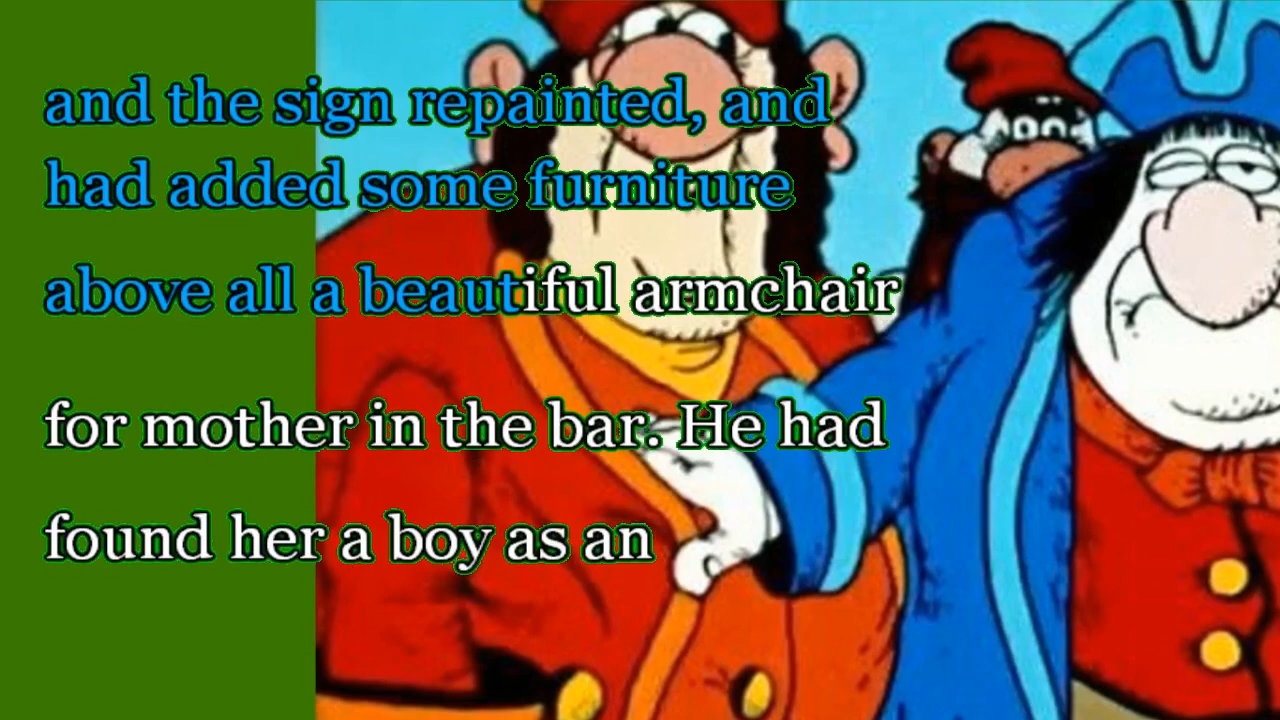 and the sign repainted, and
had added some furniture
above all a beautiful armchair
for mother in the bar. He had
found her a boy as an